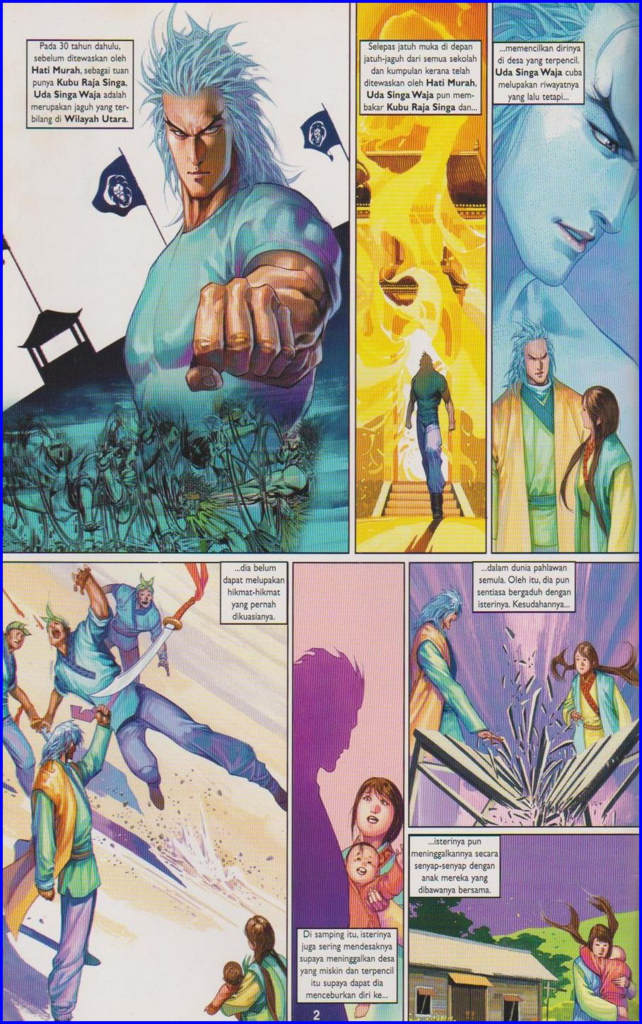 Pada 30 tahun dahulu,
sebelum ditewaskan oleh
Hati Murah, sebagai tuan
punya Kubu Raja Singa,
Uda Singa Waja adalah
merupakan jaguh yang ter-
bilang di Wilayah Utara.
Selepas jatuh muka di depan
jatuh-jaguh dari semua sekolah
dan kumpulan kerana telah
ditewaskan oleh Hati Murah,
Uda Singa Waja pun mem-
bakar Kubu Raja Singa dan...
...memencilkan dirinya
di desa yang terpencil.
Uda Singa Waja cuba
melupakan riwayatnya
yang lalu tetapi...
...dia belum
dapat melupakan
hikmat-hikmat
yang pernah
dikuasianya.
Di samping itu, isterinya
juga sering mendesaknya
supaya meninggalkan desa
yang miskin dan terpencil
itu supaya dapat dia
menceburkan diri ke...
...dalam dunia pahlawan
semula. Oleh itu, dia pun
sentiasa bergaduh dengan
isterinya. Kesudahannya...
...isterinya pun
meninggalkannya secara
senyap-senyap dengan
anak mereka yang
dibawanya bersama.
2